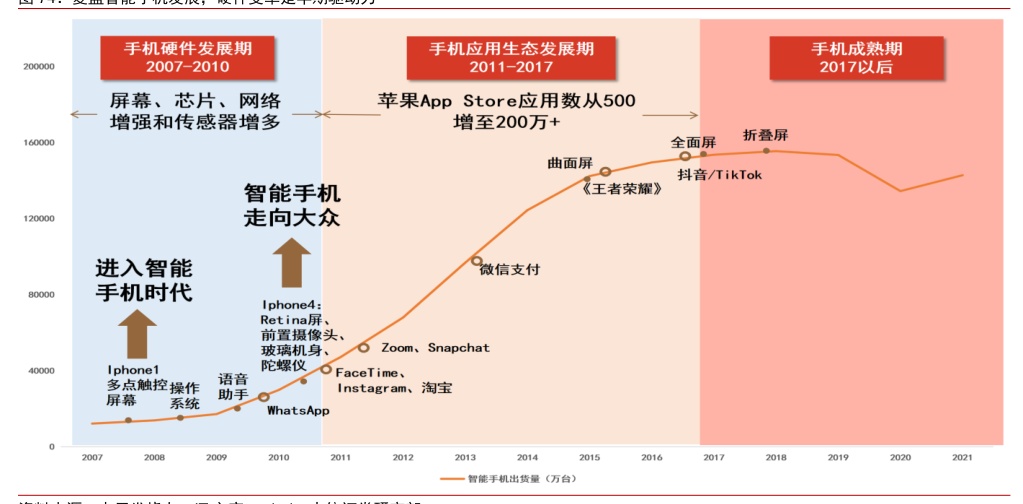 手机硬件发展期
2007-2010
手机应用生态发展期
2011-2017
手机成熟期
2017以后
屏幕、芯片、网络
增强和传感器增多
苹果App Store应用数从500
增至200万+
200000
160000
120000
80000
40000
0
智能手机
走向大众
进入智能
手机时代
Iphone1
多点触控
屏幕
操作
系统
语音
助手
WhatsApp
Iphone4:
Retina屏、
前置摄像头、
玻璃机身、
陀螺仪
FaceTime、
Instagram、淘宝
Zoom、Snapchat
微信支付
曲面屏
《王者荣耀》
全面屏
抖音/TikTok
折叠屏
2007 2008 2009 2010 2011 2012 2013 2014 2015 2016 2017 2018 2019 2020 2021
智能手机出货量（万台）